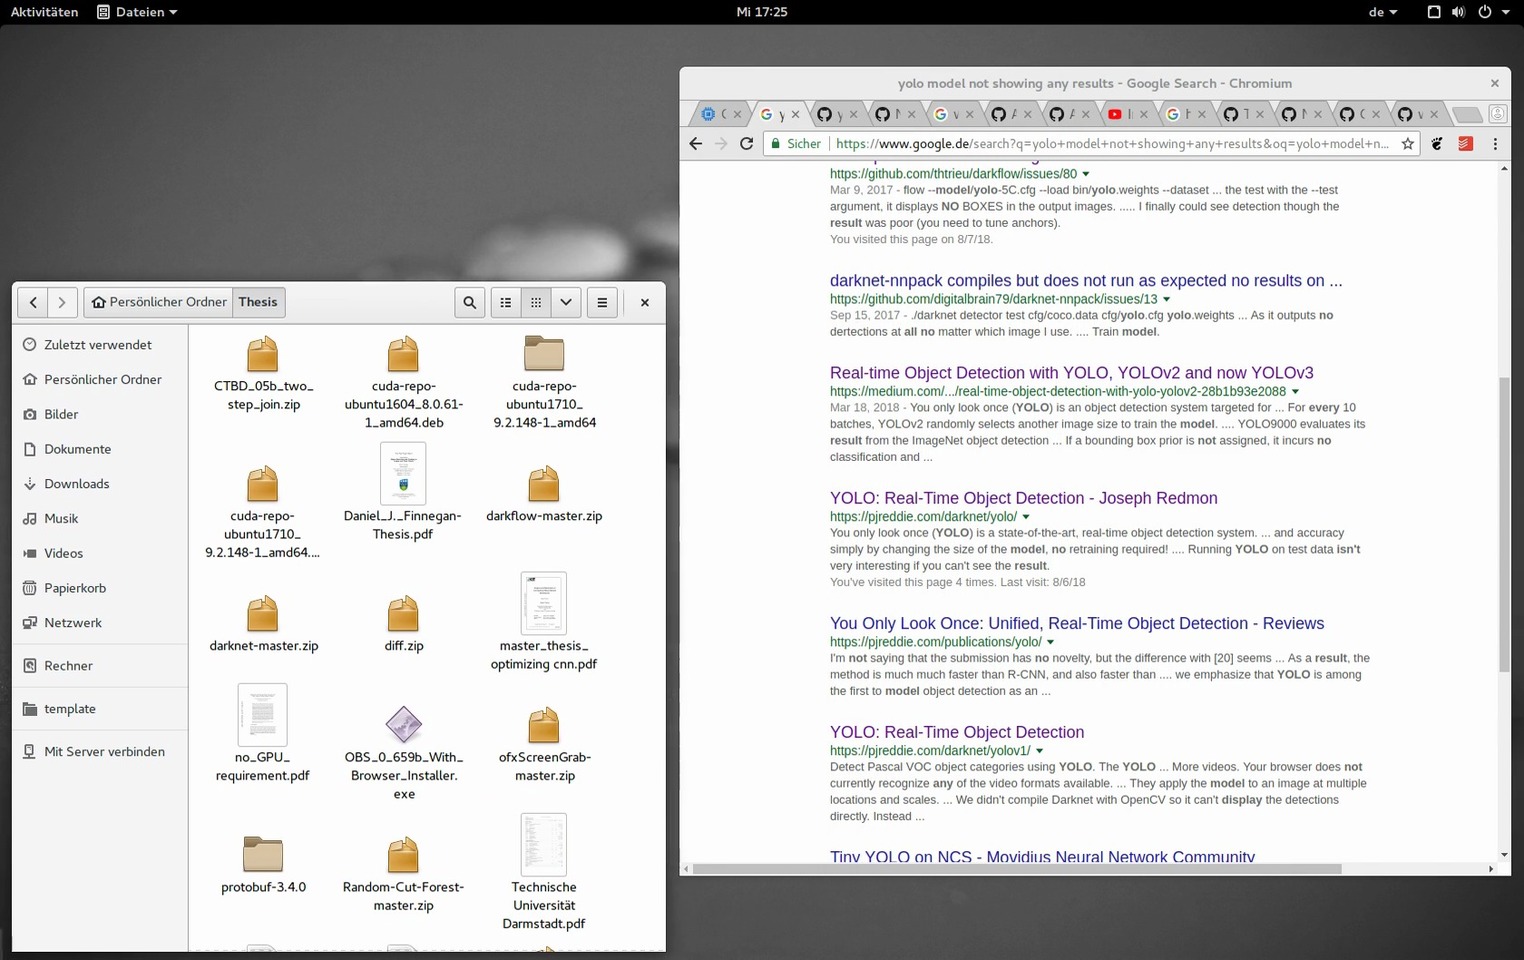 Aktivitäten
Dateien
Mi 17:25
de
yolo model not showing any results - Google Search - Chromium
Sicher
https://www.google.de/search?q=yolo+model+not+showing+any+results&oq=yolo+model+n...
https://github.com/thtrieu/darkflow/issues/80
Mar 9, 2017 - flow --model/yolo-5C.cfg --load bin/yolo.weights --dataset ... the test with the --test
argument, it displays NO BOXES in the output images. ..... I finally could see detection though the
result was poor (you need to tune anchors).
You visited this page on 8/7/18.
darknet-nnpack compiles but does not run as expected no results on ...
https://github.com/digitalbrain79/darknet-nnpack/issues/13
Sep 15, 2017 - ./darknet detector test cfg/coco.data cfg/yolo.cfg yolo.weights ... As it outputs no
dertections at all no matter which image I use. .... Train model.
Real-time Object Detection with YOLO, YOLOv2 and now YOLOv3
https://medium.com/.../real-time-object-detection-with-yolo-yolov2-28b1b93e2088
Mar 18, 2018 - You only look once (YOLO) is an object detection system targeted for ... For every 10
batches, YOLOv2 randomly selects another image size to train the model. .... YOLO9000 evaluates its
result from the ImageNet object detection ... If a bounding box prior is not assigned, it incurs no
classification and ...
YOLO: Real-Time Object Detection - Joseph Redmon
https://pjreddie.com/darknet/yolo/
You only look once (YOLO) is a state-of-the-art, real-time object detection system. ... and accuracy
simply by changing the size of the model, no retraining required! .... Running YOLO on test data isn't
very interesting if you can't see the result.
You've visited this page 4 times. Last visit: 8/6/18
You Only Look Once: Unified, Real-Time Object Detection - Reviews
https://pjreddie.com/publications/yolo/
I'm not saying that the submission has no novelty, but the difference with [20] seems ... As a result, the
method is much much faster than R-CNN, and also faster than .... we emphasize that YOLO is among
the first to model object detection as an ...
YOLO: Real-Time Object Detection
https://pjreddie.com/darknet/yolov1/
Detect Pascal VOC object categories using YOLO. The YOLO ... More videos. Your browser does not
currently recognize any of the video formats available. ... They apply the model to an image at multiple
locations and scales. ... We didn't compile Darknet with OpenCV so it can't display the detections
directly. Instead ...
Tiny YOLO on NCS - Movidius Neural Network Community
Persönlicher Ordner
Thesis
Zuletzt verwendet
Persönlicher Ordner
Bilder
Dokumente
Downloads
Musik
Videos
Papierkorb
Netzwerk
Rechner
template
Mit Server verbinden
CTBD_05b_two_
step_join.zip
cuda-repo-
ubuntu1604_8.0.61-
1_amd64.deb
cuda-repo-
ubuntu1710_
9.2.148-1_amd64
cuda-repo-
ubuntu1710_
9.2.148-1_amd64....
Daniel_J._Finnegan-
Thesis.pdf
darkflow-master.zip
darknet-master.zip
diff.zip
master_thesis_
optimizing cnn.pdf
no_GPU_
requirement.pdf
OBS_0_659b_With_
Browser_Installer.
exe
ofxScreenGrab-
master.zip
protobuf-3.4.0
Random-Cut-Forest-
master.zip
Technische
Universität
Darmstadt.pdf